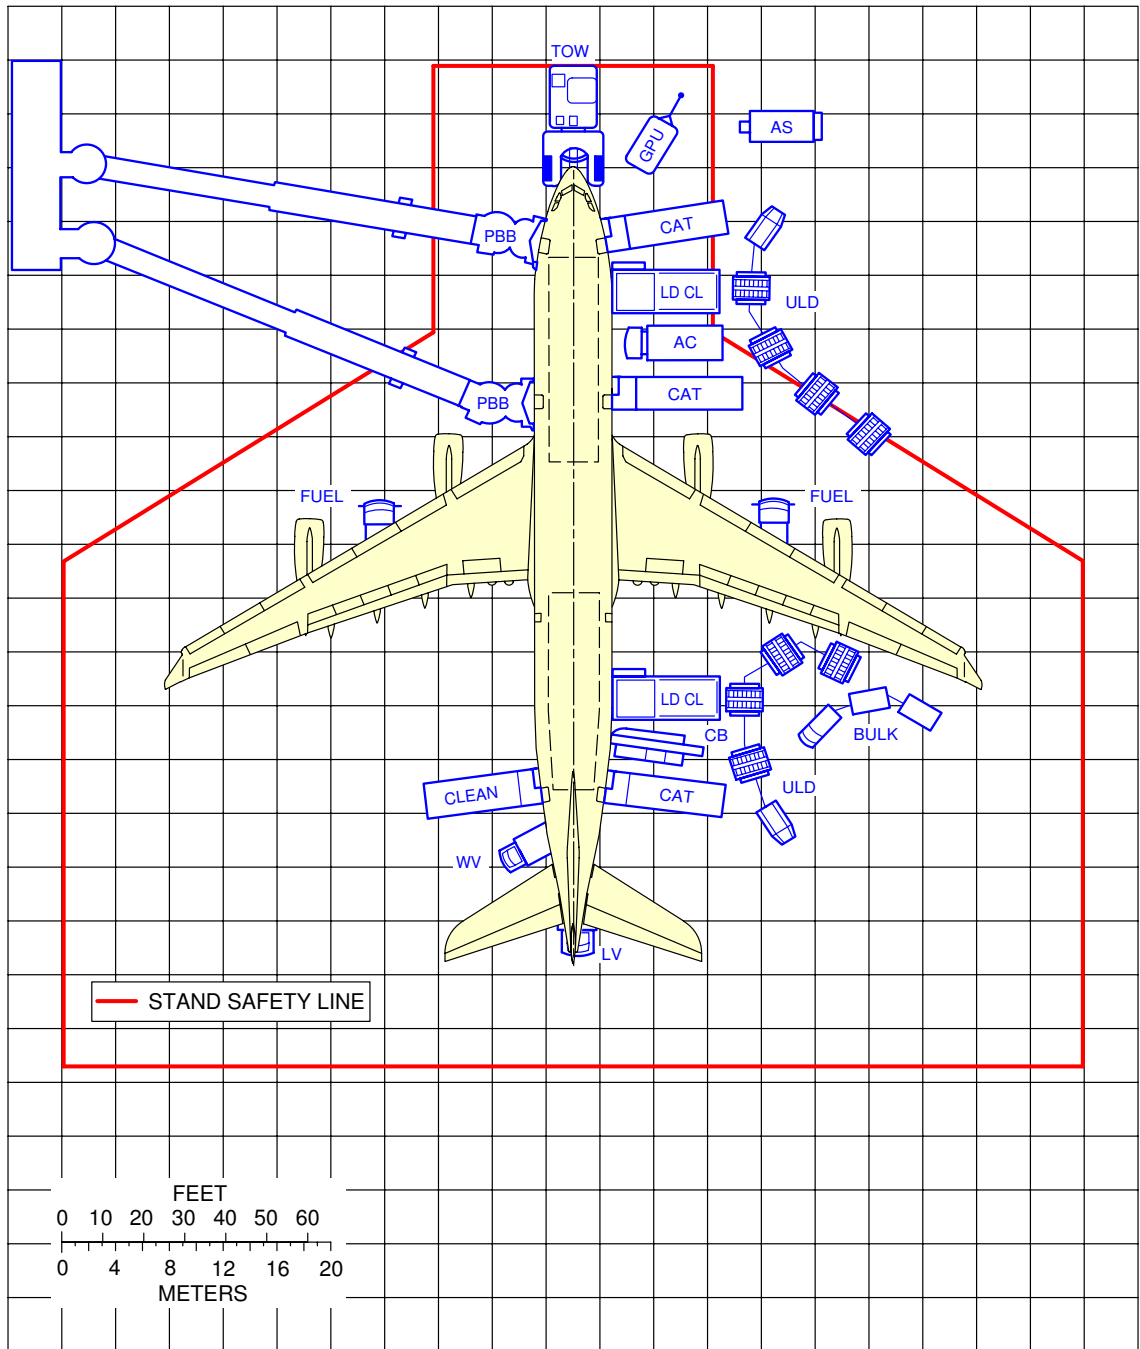 TOW
GPU
AS
PBB
CAT
LD CL
ULD
AC
PBB
CAT
FUEL
FUEL
LD CL
CB
BULK
CLEAN
CAT
ULD
WV
LV
STAND SAFETY LINE
FEET
0 10 20 30 40 50 60
0 4 8 12 16 20
METERS